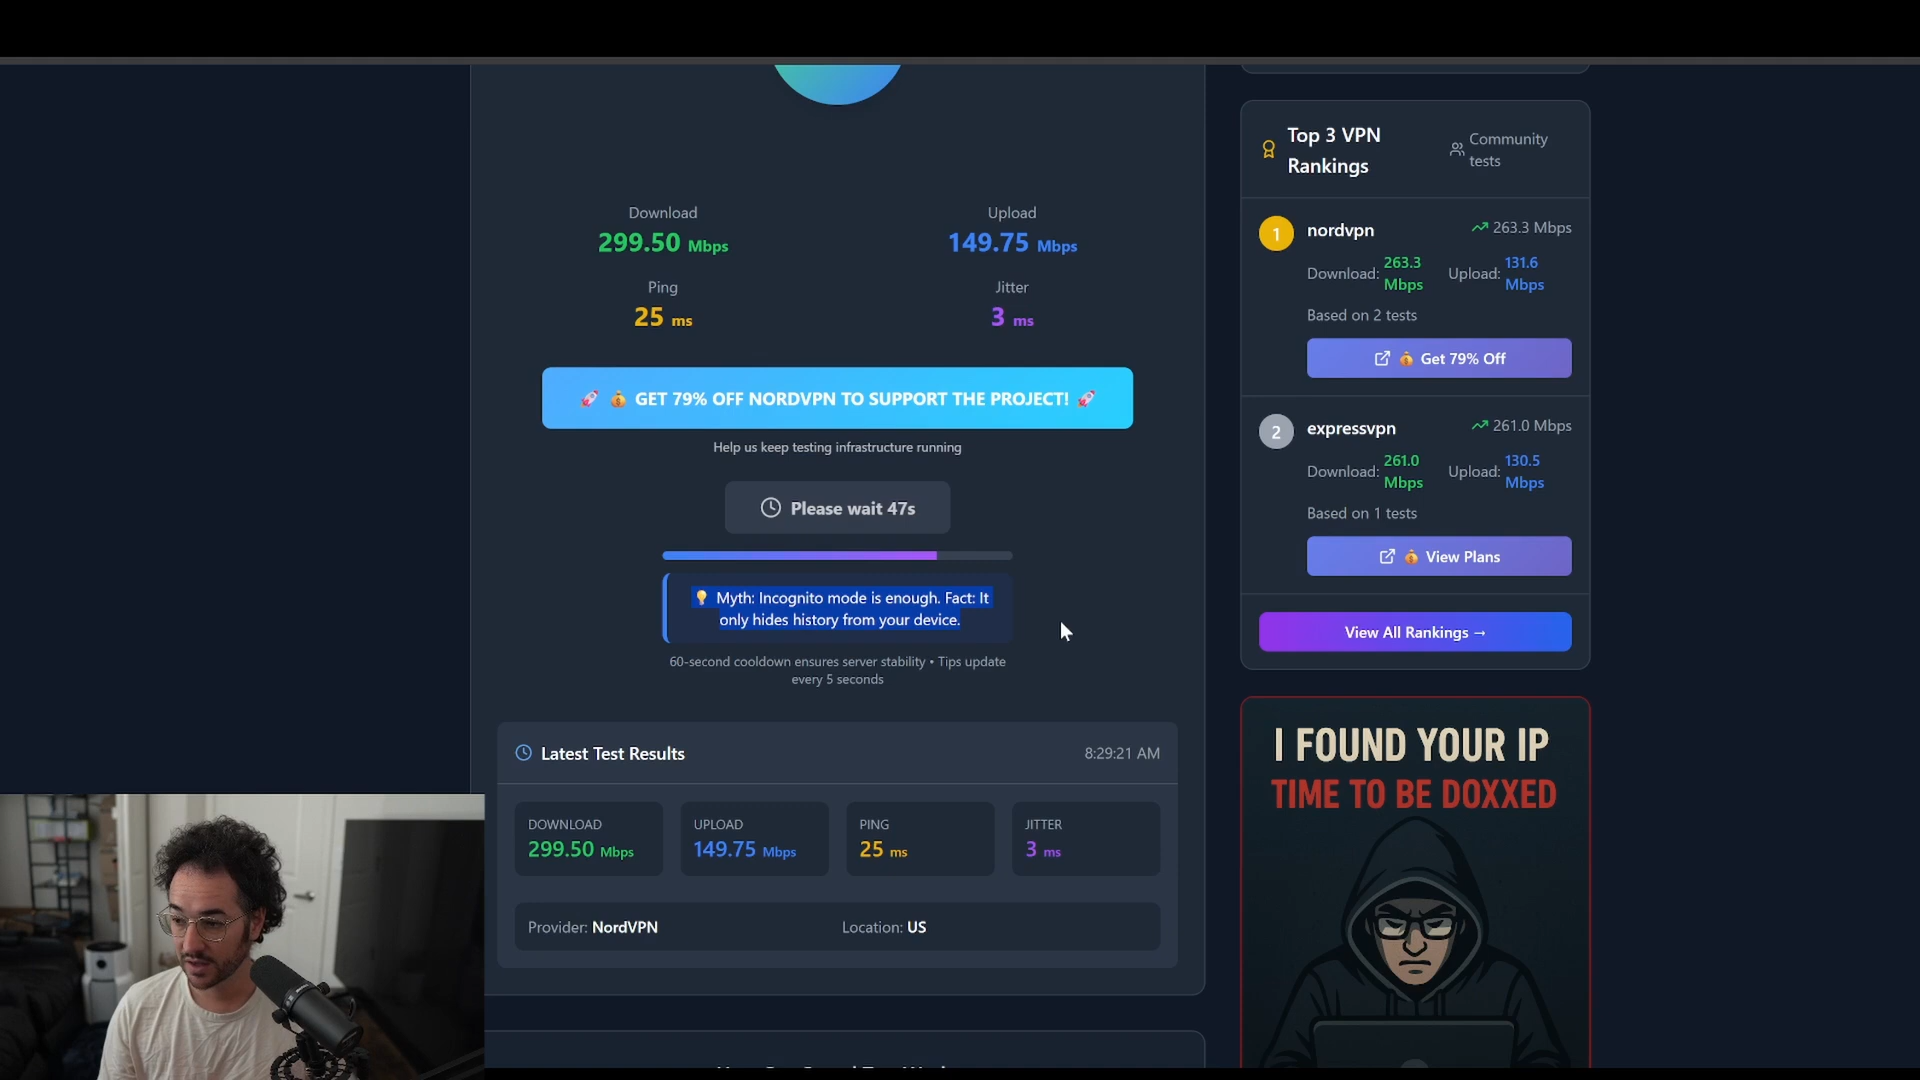 Download
299.50 Mbps
Upload
149.75 Mbps
Ping
25 ms
Jitter
3 ms
🚀 💰 GET 79% OFF NORDVPN TO SUPPORT THE PROJECT! 🚀
Help us keep testing infrastructure running
Please wait 47s
💡 Myth: Incognito mode is enough. Fact: It
only hides history from your device.
60-second cooldown ensures server stability • Tips update
every 5 seconds
Latest Test Results
8:29:21 AM
DOWNLOAD
299.50 Mbps
UPLOAD
149.75 Mbps
PING
25 ms
JITTER
3 ms
Provider: NordVPN
Location: US
Top 3 VPN
Rankings
Community
tests
1
nordvpn
263.3 Mbps
Download: 263.3
Mbps
Upload: 131.6
Mbps
Based on 2 tests
💰 Get 79% Off
2
expressvpn
261.0 Mbps
Download: 261.0
Mbps
Upload: 130.5
Mbps
Based on 1 tests
💰 View Plans
View All Rankings →
I FOUND YOUR IP
TIME TO BE DOXXED